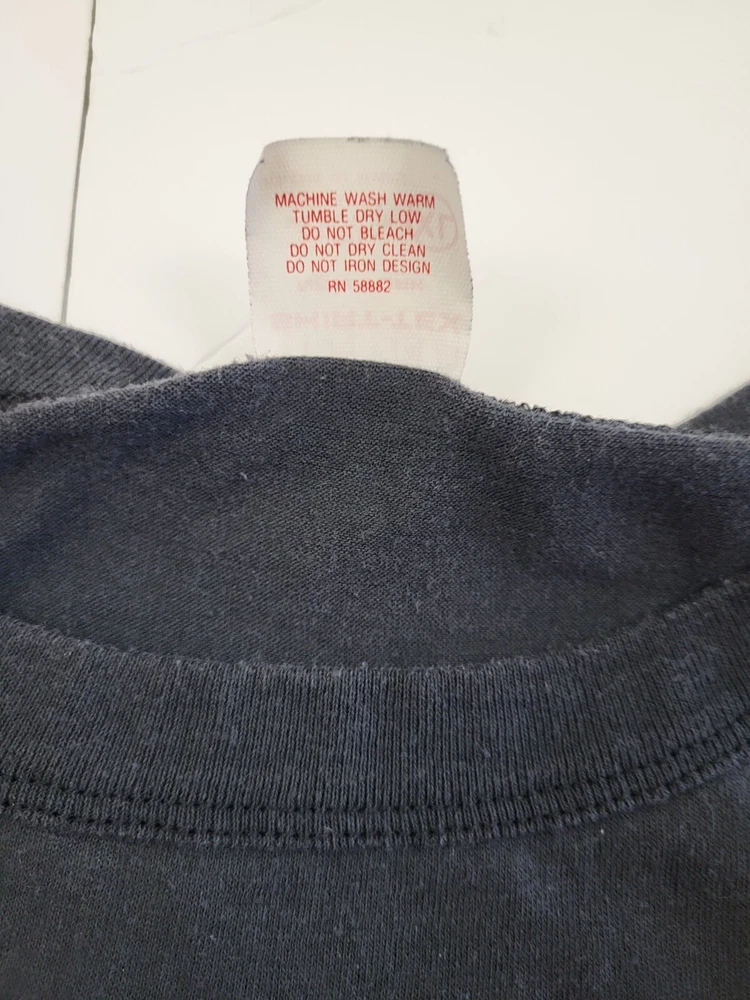 MACHINE WASH WARM
TUMBLE DRY LOW
DO NOT BLEACH
DO NOT DRY CLEAN
DO NOT IRON DESIGN
RN 58882